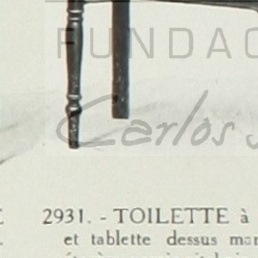 FUNDAC
Carlos
2931. - TOILETTE à
et tablette dessus mar